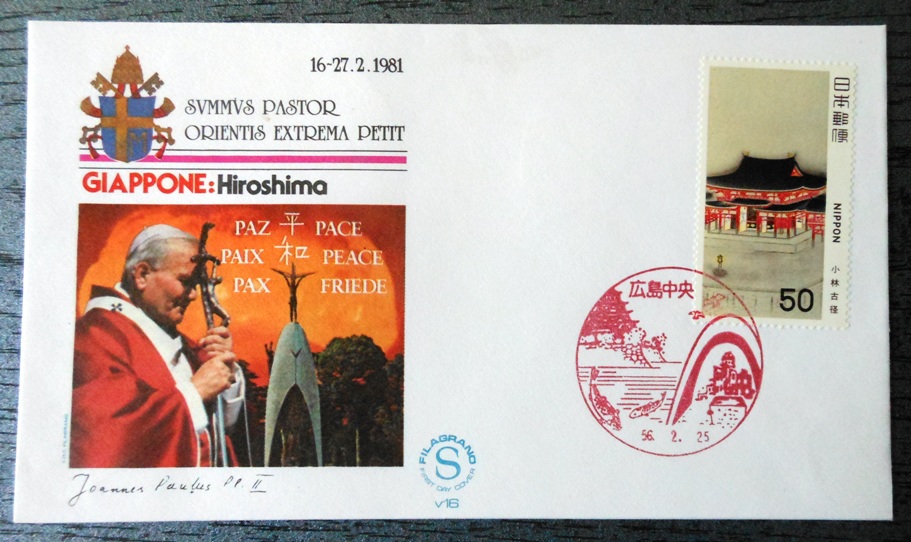 16-27.2.1981
SVMMVS PASTOR
ORIENTIS EXTREMA PETIT
GIAPPONE: Hiroshima
PAZ 平 PACE
PAIX 和 PEACE
PAX FRIEDE
Joannes Paulus PP. II
FILAGRANO
S
FIRST DAY COVER
V16
日本郵便
NIPPON
小林古径
50
広島中央
56. 2. 25